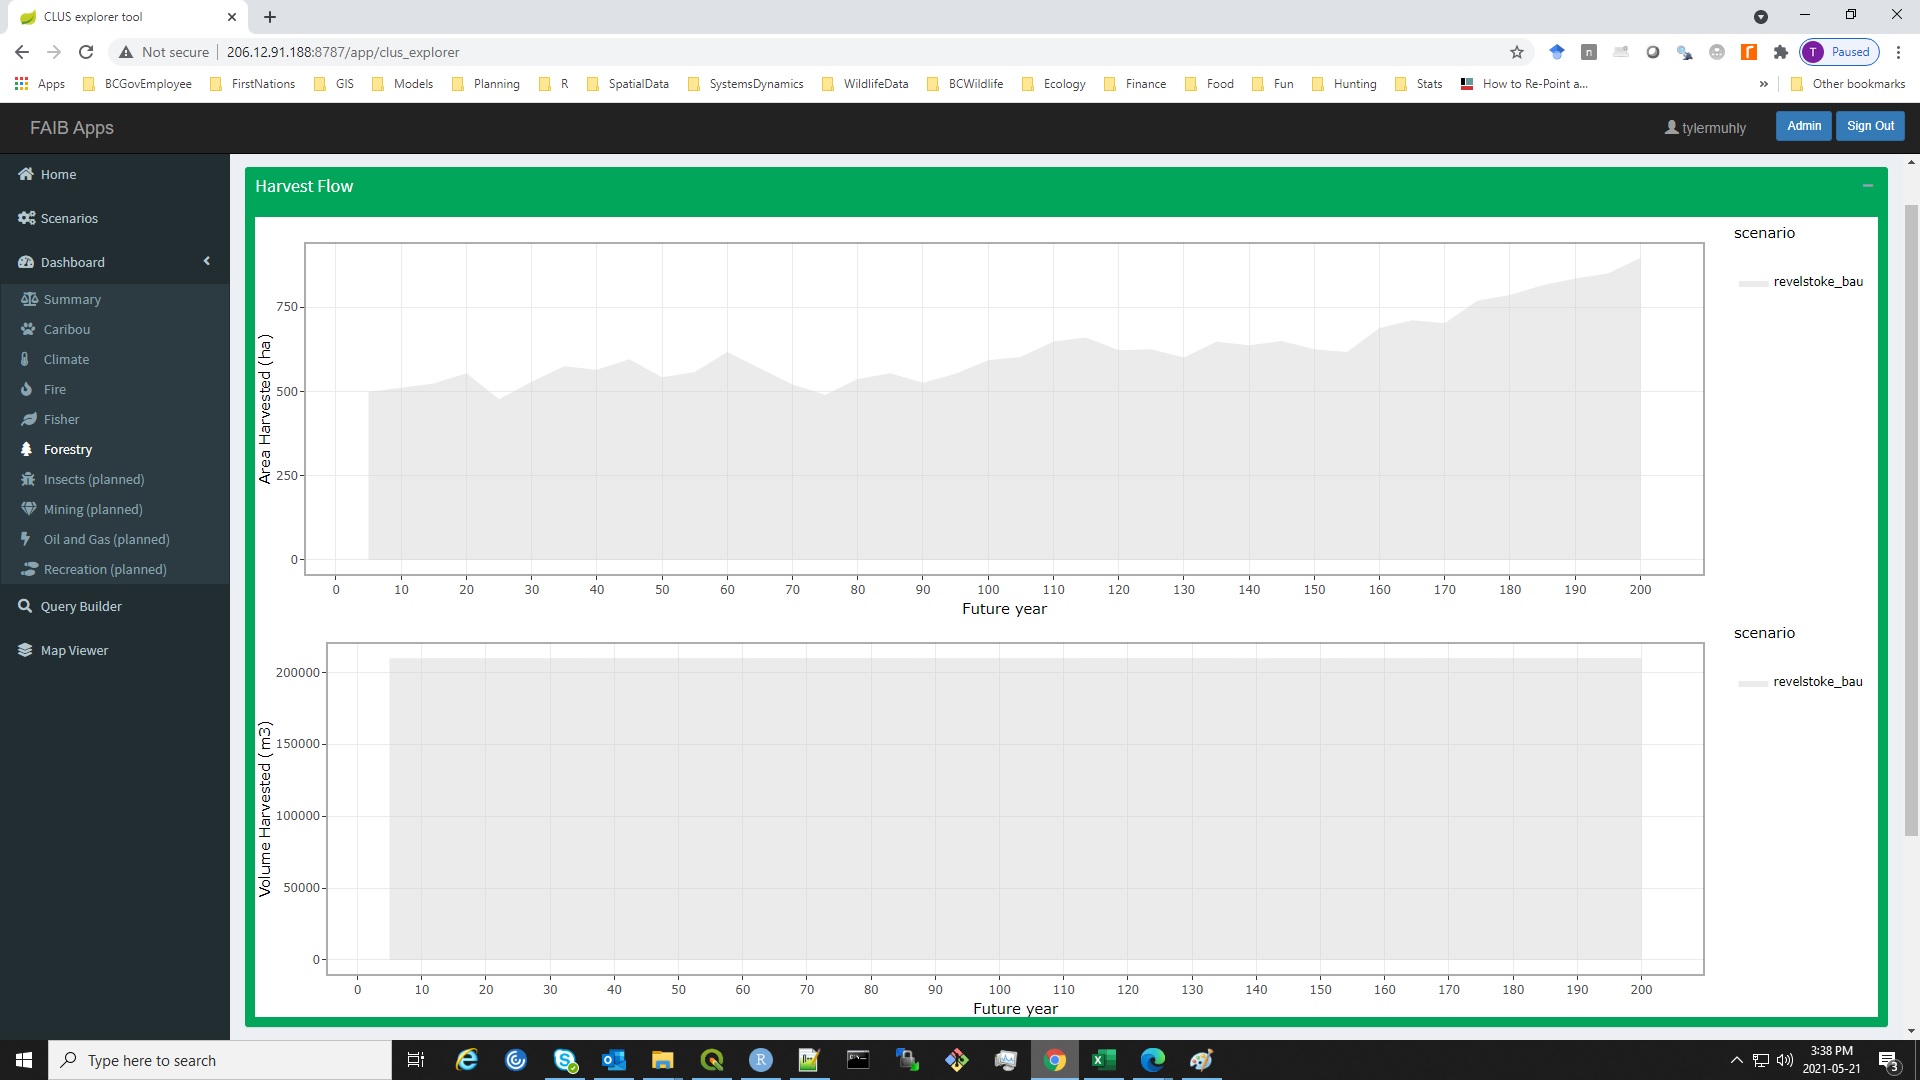 CLUS explorer tool
Not secure 206.12.91.188:8787/app/clus_explorer
T Paused
Apps BCGovEmployee FirstNations GIS Models Planning R SpatialData SystemsDynamics WildlifeData BCWildlife Ecology Finance Food Fun Hunting Stats How to Re-Point a... » Other bookmarks
FAIB Apps
tylermuhly Admin Sign Out
Home
Scenarios
Dashboard
Summary
Caribou
Climate
Fire
Fisher
Forestry
Insects (planned)
Mining (planned)
Oil and Gas (planned)
Recreation (planned)
Query Builder
Map Viewer
Harvest Flow
scenario
revelstoke_bau
Area Harvested (ha)
750
500
250
0
0 10 20 30 40 50 60 70 80 90 100 110 120 130 140 150 160 170 180 190 200
Future year
scenario
revelstoke_bau
Volume Harvested (m3)
200000
150000
100000
50000
0
0 10 20 30 40 50 60 70 80 90 100 110 120 130 140 150 160 170 180 190 200
Future year
Type here to search
3:38 PM
2021-05-21
3